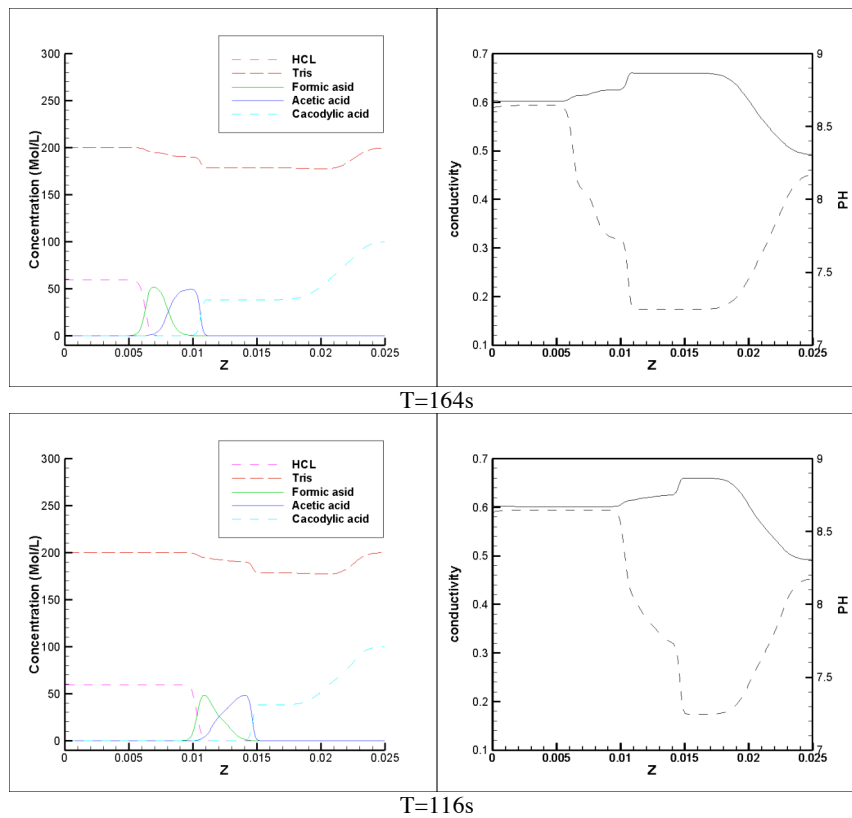 HCL
Tris
Formic asid
Acetic acid
Cacodylic acid
Concentration (Mol/L)
300
250
200
150
100
50
0
0
0.005
0.01
0.015
0.02
0.025
Z
conductivity
0.7
0.6
0.5
0.4
0.3
0.2
0.1
0
0.005
0.01
0.015
0.02
0.025
Z
9
8.5
8
7.5
7
PH
T=164s
HCL
Tris
Formic asid
Acetic acid
Cacodylic acid
Concentration (Mol/L)
300
250
200
150
100
50
0
0
0.005
0.01
0.015
0.02
0.025
Z
conductivity
0.7
0.6
0.5
0.4
0.3
0.2
0.1
0
0.005
0.01
0.015
0.02
0.025
Z
9
8.5
8
7.5
7
PH
T=116s